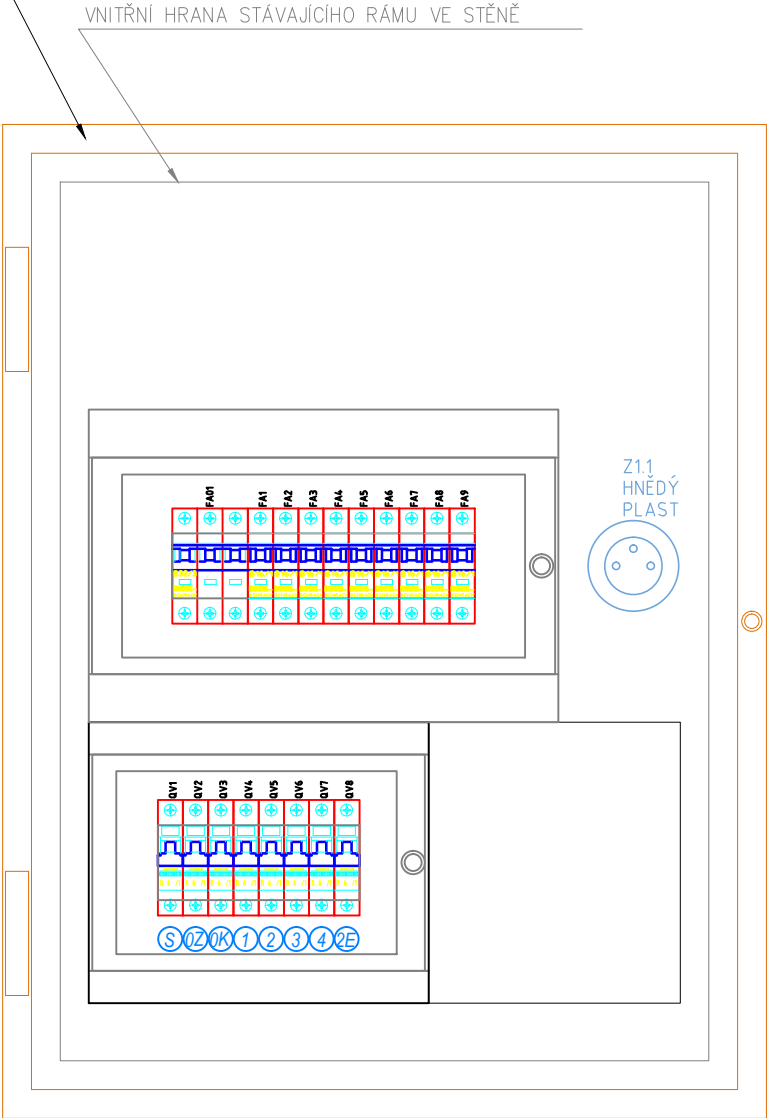 VNITŘNÍ HRANA STÁVAJÍCÍHO RÁMU VE STĚNĚ
Z1.1
HNĚDÝ
PLAST
FA01 FA1 FA2 FA3 FA4 FA5 FA6 FA7 FA8 FA9
QV1 QV2 QV3 QV4 QV5 QV6 QV7 QV8
S 0Z 0K 1 2 3 4 2E